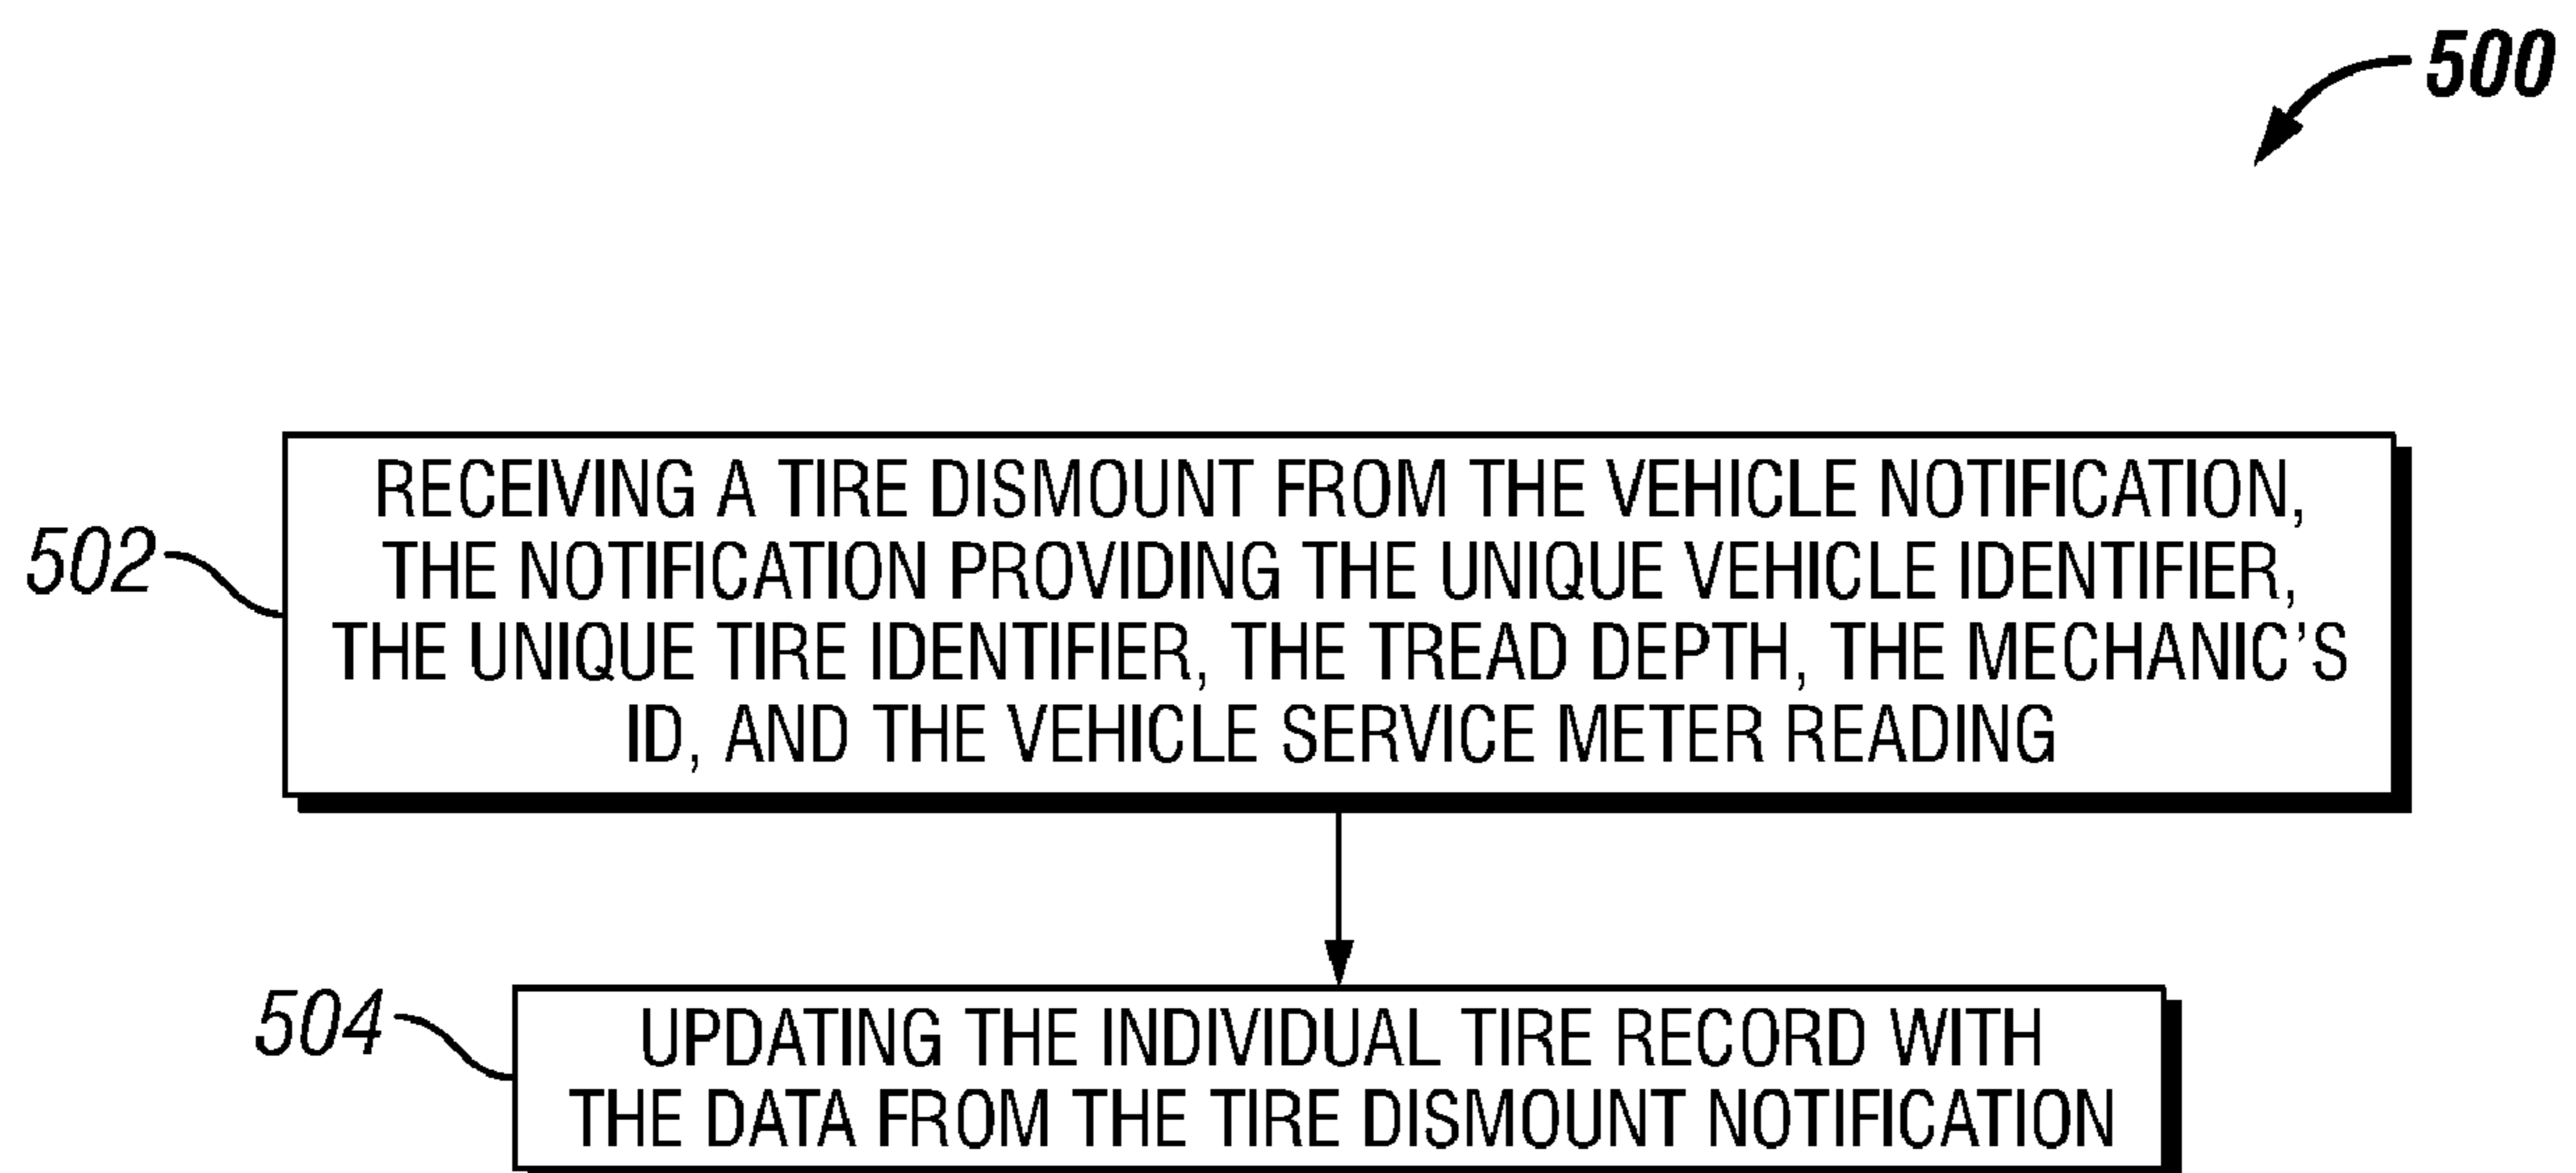 500
502
RECEIVING A TIRE DISMOUNT FROM THE VEHICLE NOTIFICATION,
THE NOTIFICATION PROVIDING THE UNIQUE VEHICLE IDENTIFIER,
THE UNIQUE TIRE IDENTIFIER, THE TREAD DEPTH, THE MECHANIC'S
ID, AND THE VEHICLE SERVICE METER READING
504
UPDATING THE INDIVIDUAL TIRE RECORD WITH
THE DATA FROM THE TIRE DISMOUNT NOTIFICATION